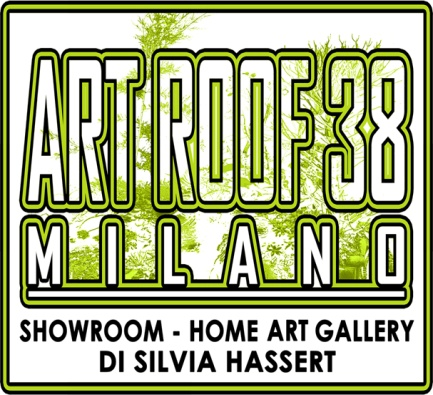 ART ROOF 38
MILANO
SHOWROOM - HOME ART GALLERY
DI SILVIA HASSERT